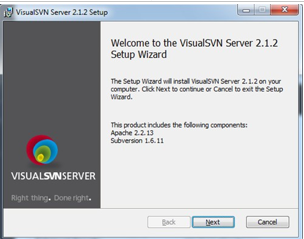 VisualSVN Server 2.1.2 Setup
Welcome to the VisualSVN Server 2.1.2
Setup Wizard
The Setup Wizard will install VisualSVN Server 2.1.2 on your
computer. Click Next to continue or Cancel to exit the Setup
Wizard.
This product includes the following components:
Apache 2.2.13
Subversion 1.6.11
VISUALSVNSERVER
Right thing. Done right.
Back
Next
Cancel